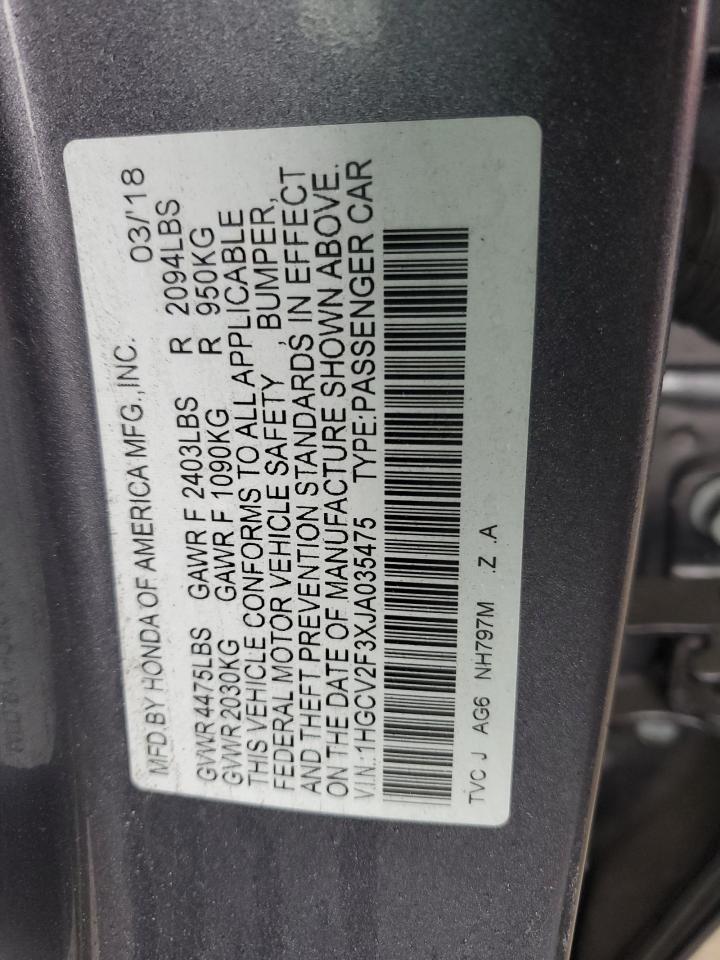 MFD BY HONDA OF AMERICA MFG.,INC. 03/'18
GVWR 4475LBS GAWR F 2403LBS R 2094LBS
GVWR 2030KG GAWR F 1090KG R 950KG
THIS VEHICLE CONFORMS TO ALL APPLICABLE
FEDERAL MOTOR VEHICLE SAFETY , BUMPER,
AND THEFT PREVENTION STANDARDS IN EFFECT
ON THE DATE OF MANUFACTURE SHOWN ABOVE.
V.I.N.:1HGCV2F3XJA035475 TYPE:PASSENGER CAR
TVC J AG6 NH797M .Z .A